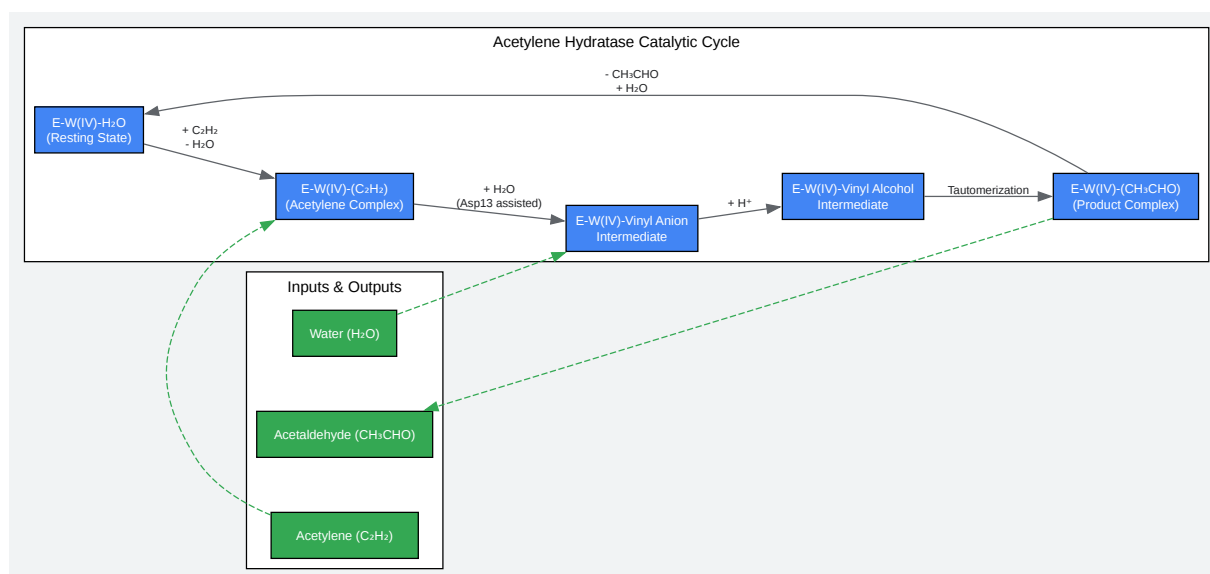 Acetylene Hydratase Catalytic Cycle
- CH₃CHO
+ H₂O
E-W(IV)-H₂O
(Resting State)
+ C₂H₂
- H₂O
E-W(IV)-(C₂H₂)
(Acetylene Complex)
+ H₂O
(Asp13 assisted)
E-W(IV)-Vinyl Anion
Intermediate
+ H⁺
E-W(IV)-Vinyl Alcohol
Intermediate
Tautomerization
E-W(IV)-(CH₃CHO)
(Product Complex)
Inputs & Outputs
Water (H₂O)
Acetaldehyde (CH₃CHO)
Acetylene (C₂H₂)